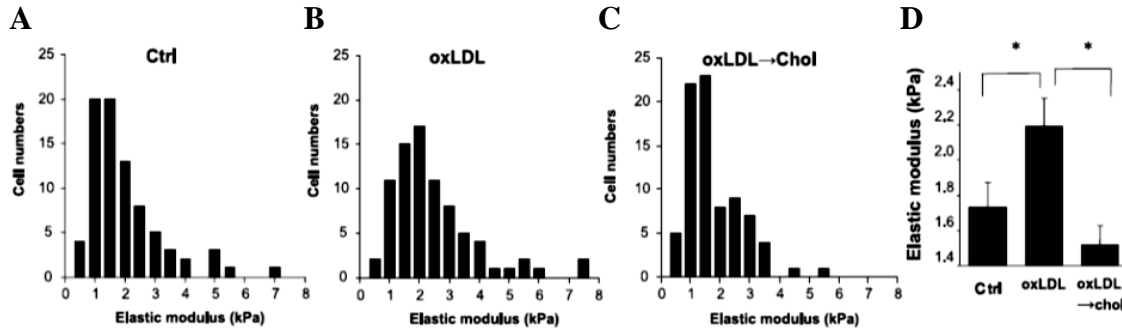 A
Ctrl
25
20
15
10
5
0
Cell numbers
0 1 2 3 4 5 6 7 8
Elastic modulus (kPa)
B
oxLDL
25
20
15
10
5
0
Cell numbers
0 1 2 3 4 5 6 7 8
Elastic modulus (kPa)
C
oxLDL→Chol
25
20
15
10
5
0
Cell numbers
0 1 2 3 4 5 6 7 8
Elastic modulus (kPa)
D
* *
2,4
2,2
2,0
1,8
1,6
1,4
Elastic modulus (kPa)
Ctrl oxLDL oxLDL
→chol